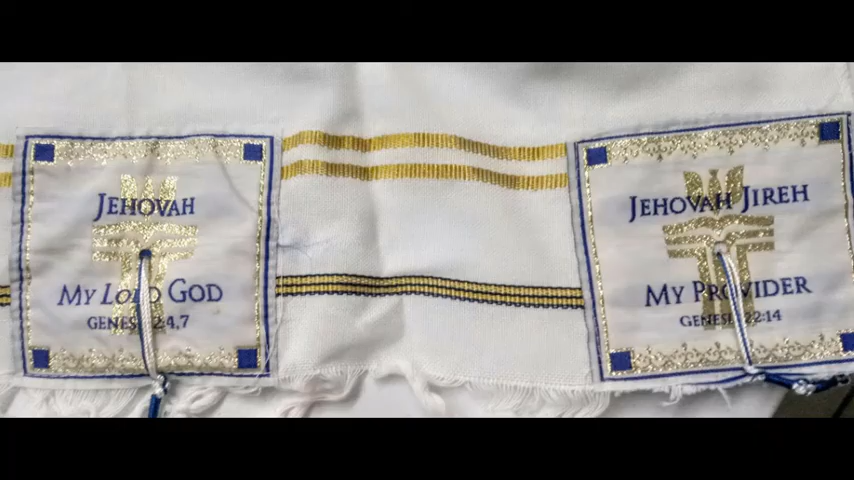 JEHOVAH
MY LORD GOD
GENESIS 2:4,7
JEHOVAH JIREH
MY PROVIDER
GENESIS 22:14